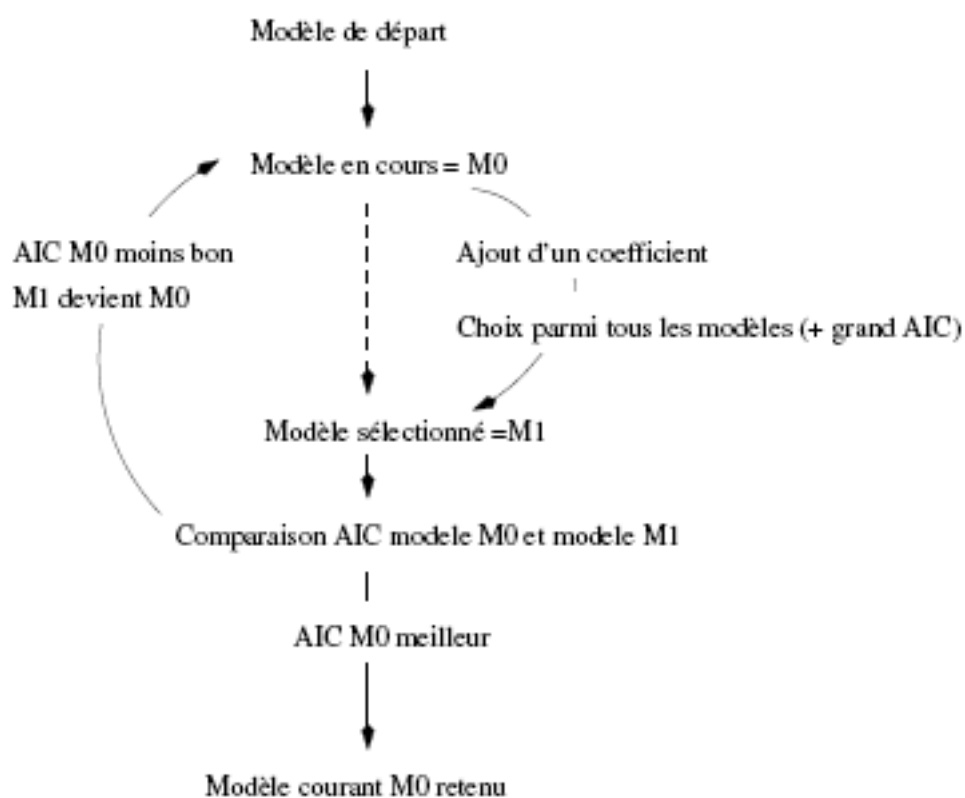 Modèle de départ
Modèle en cours = M0
AIC M0 moins bon
M1 devient M0
Ajout d'un coefficient
Choix parmi tous les modèles (+ grand AIC)
Modèle sélectionné =M1
Comparaison AIC modele M0 et modele M1
AIC M0 meilleur
Modèle courant M0 retenu